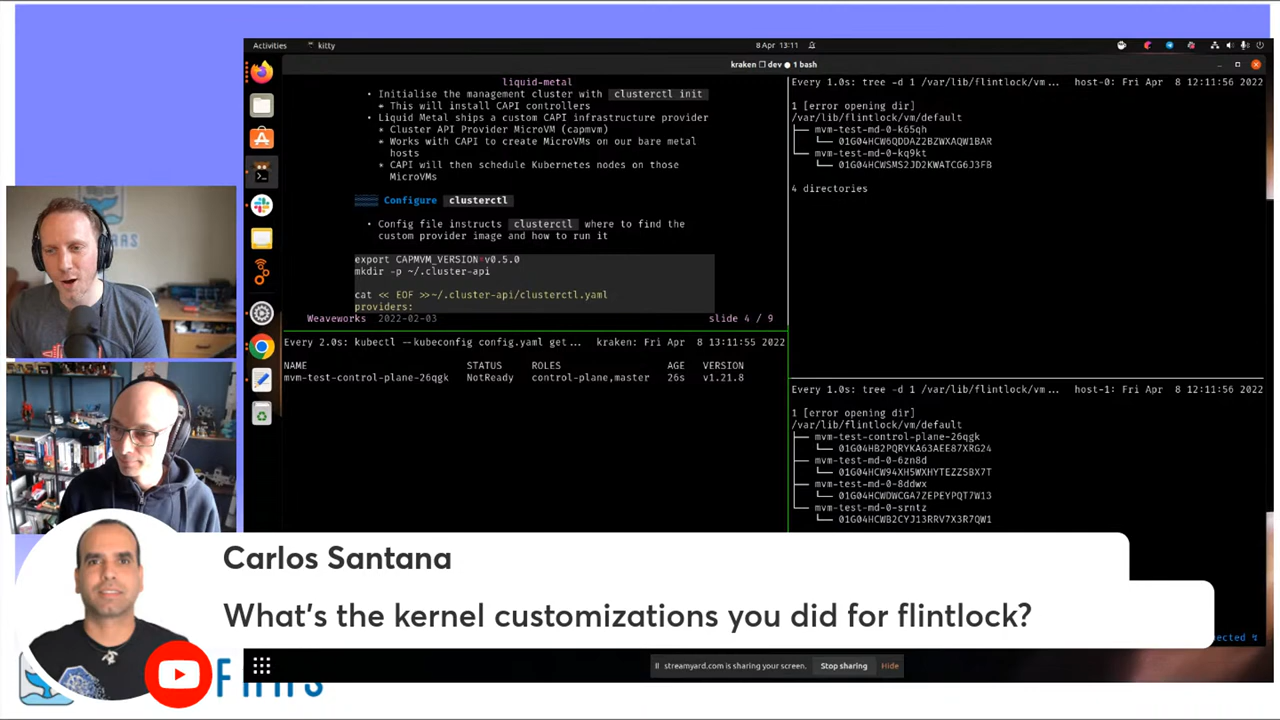 Activities
kitty
8 Apr 13:11
kraken ❐ dev ● 1 bash
liquid-metal
• Initialise the management cluster with clusterctl init
∗ This will install CAPI controllers
• Liquid Metal ships a custom CAPI infrastructure provider
∗ Cluster API Provider MicroVM (capmvm)
∗ Works with CAPI to create MicroVMs on our bare metal
hosts
∗ CAPI will then schedule Kubernetes nodes on those
MicroVMs
Configure clusterctl
• Config file instructs clusterctl where to find the
custom provider image and how to run it
export CAPMVM_VERSION=v0.5.0
mkdir -p ~/.cluster-api
cat << EOF >>~/.cluster-api/clusterctl.yaml
providers:
Weaveworks 2022-02-03 slide 4 / 9
Every 2.0s: kubectl --kubeconfig config.yaml get... kraken: Fri Apr 8 13:11:55 2022
NAME STATUS ROLES AGE VERSION
mvm-test-control-plane-26qgk NotReady control-plane,master 26s v1.21.8
Every 1.0s: tree -d 1 /var/lib/flintlock/vm/... host-0: Fri Apr 8 12:11:56 2022
1 [error opening dir]
/var/lib/flintlock/vm/default
├── mvm-test-md-0-k65qh
└── 01G04HCW6QDDAZ2BZWXAQW1BAR
├── mvm-test-md-0-kq9kt
└── 01G04HCWSMS2JD2KWATCG6J3FB
4 directories
Every 1.0s: tree -d 1 /var/lib/flintlock/vm/... host-1: Fri Apr 8 12:11:56 2022
1 [error opening dir]
/var/lib/flintlock/vm/default
├── mvm-test-control-plane-26qgk
└── 01G04HB2PQRYKA63AEE87XRG24
├── mvm-test-md-0-6zn8d
└── 01G04HCW94XH5WXHYTEZZSBX7T
├── mvm-test-md-0-8ddwx
└── 01G04HCWDWCGA7ZEPEYPQT7W13
└── mvm-test-md-0-srntz
└── 01G04HCWB2CYJ13RRV7X3R7QW1
Carlos Santana
What's the kernel customizations you did for flintlock?
streamyard.com is sharing your screen.
Stop sharing
Hide